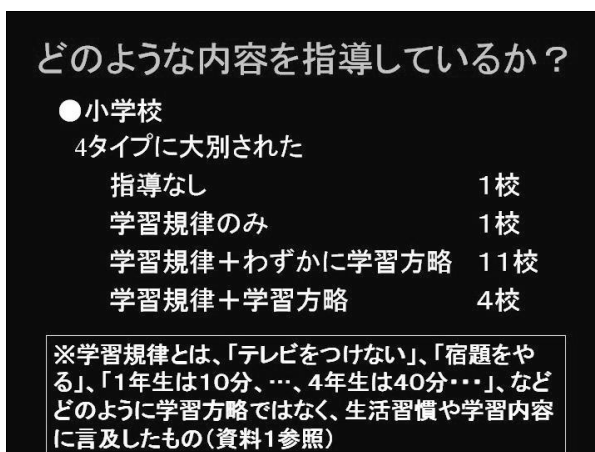 どのような内容を指導しているか？
●小学校
4タイプに大別された
指導なし 1校
学習規律のみ 1校
学習規律＋わずかに学習方略 11校
学習規律＋学習方略 4校
※学習規律とは、「テレビをつけない」、「宿題をや
る」、「1年生は10分、…、4年生は40分・・・」、など
どのように学習方略ではなく、生活習慣や学習内容
に言及したもの（資料1参照）